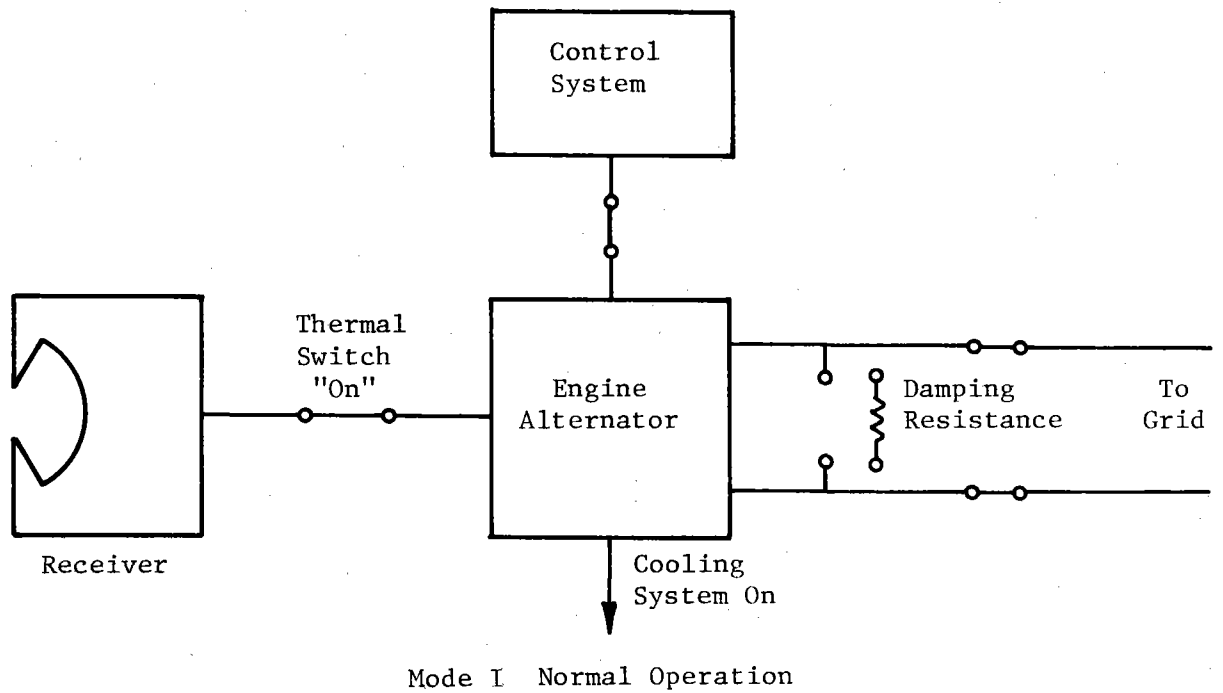 Control
System
Thermal
Switch
"On"
Engine
Alternator
Damping
Resistance
To
Grid
Receiver
Cooling
System On
Mode I Normal Operation